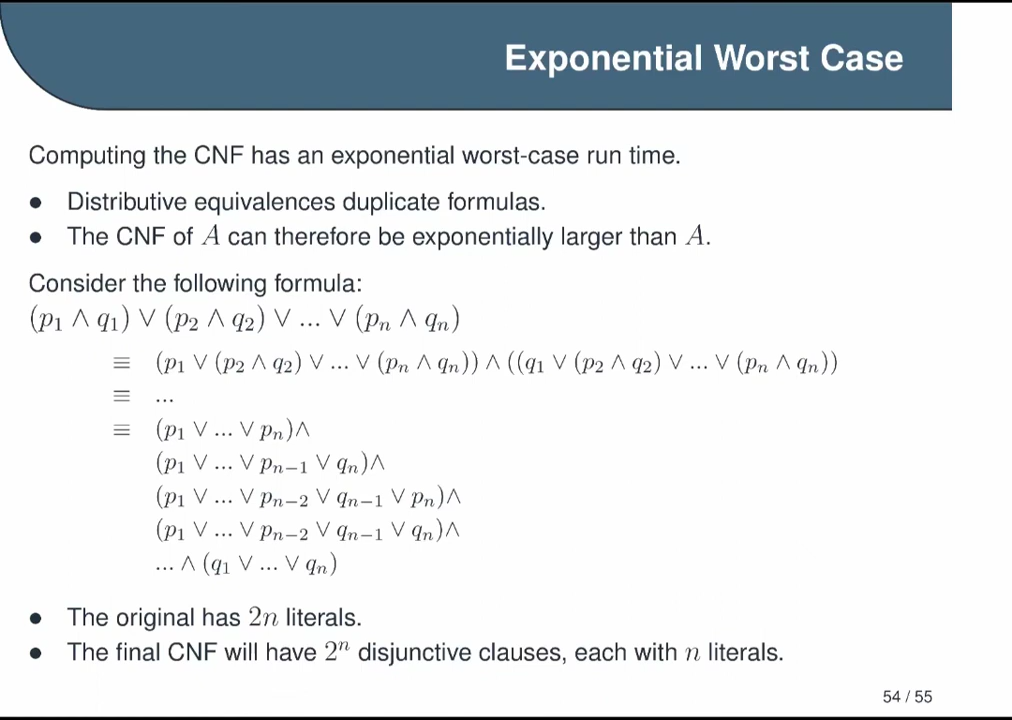 Exponential Worst Case
Computing the CNF has an exponential worst-case run time.
● Distributive equivalences duplicate formulas.
● The CNF of A can therefore be exponentially larger than A.
Consider the following formula:
(p₁ ∧ q₁) ∨ (p₂ ∧ q₂) ∨ ... ∨ (pₙ ∧ qₙ)
≡ (p₁ ∨ (p₂ ∧ q₂) ∨ ... ∨ (pₙ ∧ qₙ)) ∧ ((q₁ ∨ (p₂ ∧ q₂) ∨ ... ∨ (pₙ ∧ qₙ))
≡ ...
≡ (p₁ ∨ ... ∨ pₙ)∧
(p₁ ∨ ... ∨ pₙ₋₁ ∨ qₙ)∧
(p₁ ∨ ... ∨ pₙ₋₂ ∨ qₙ₋₁ ∨ pₙ)∧
(p₁ ∨ ... ∨ pₙ₋₂ ∨ qₙ₋₁ ∨ qₙ)∧
... ∧ (q₁ ∨ ... ∨ qₙ)
● The original has 2n literals.
● The final CNF will have 2ⁿ disjunctive clauses, each with n literals.
54 / 55